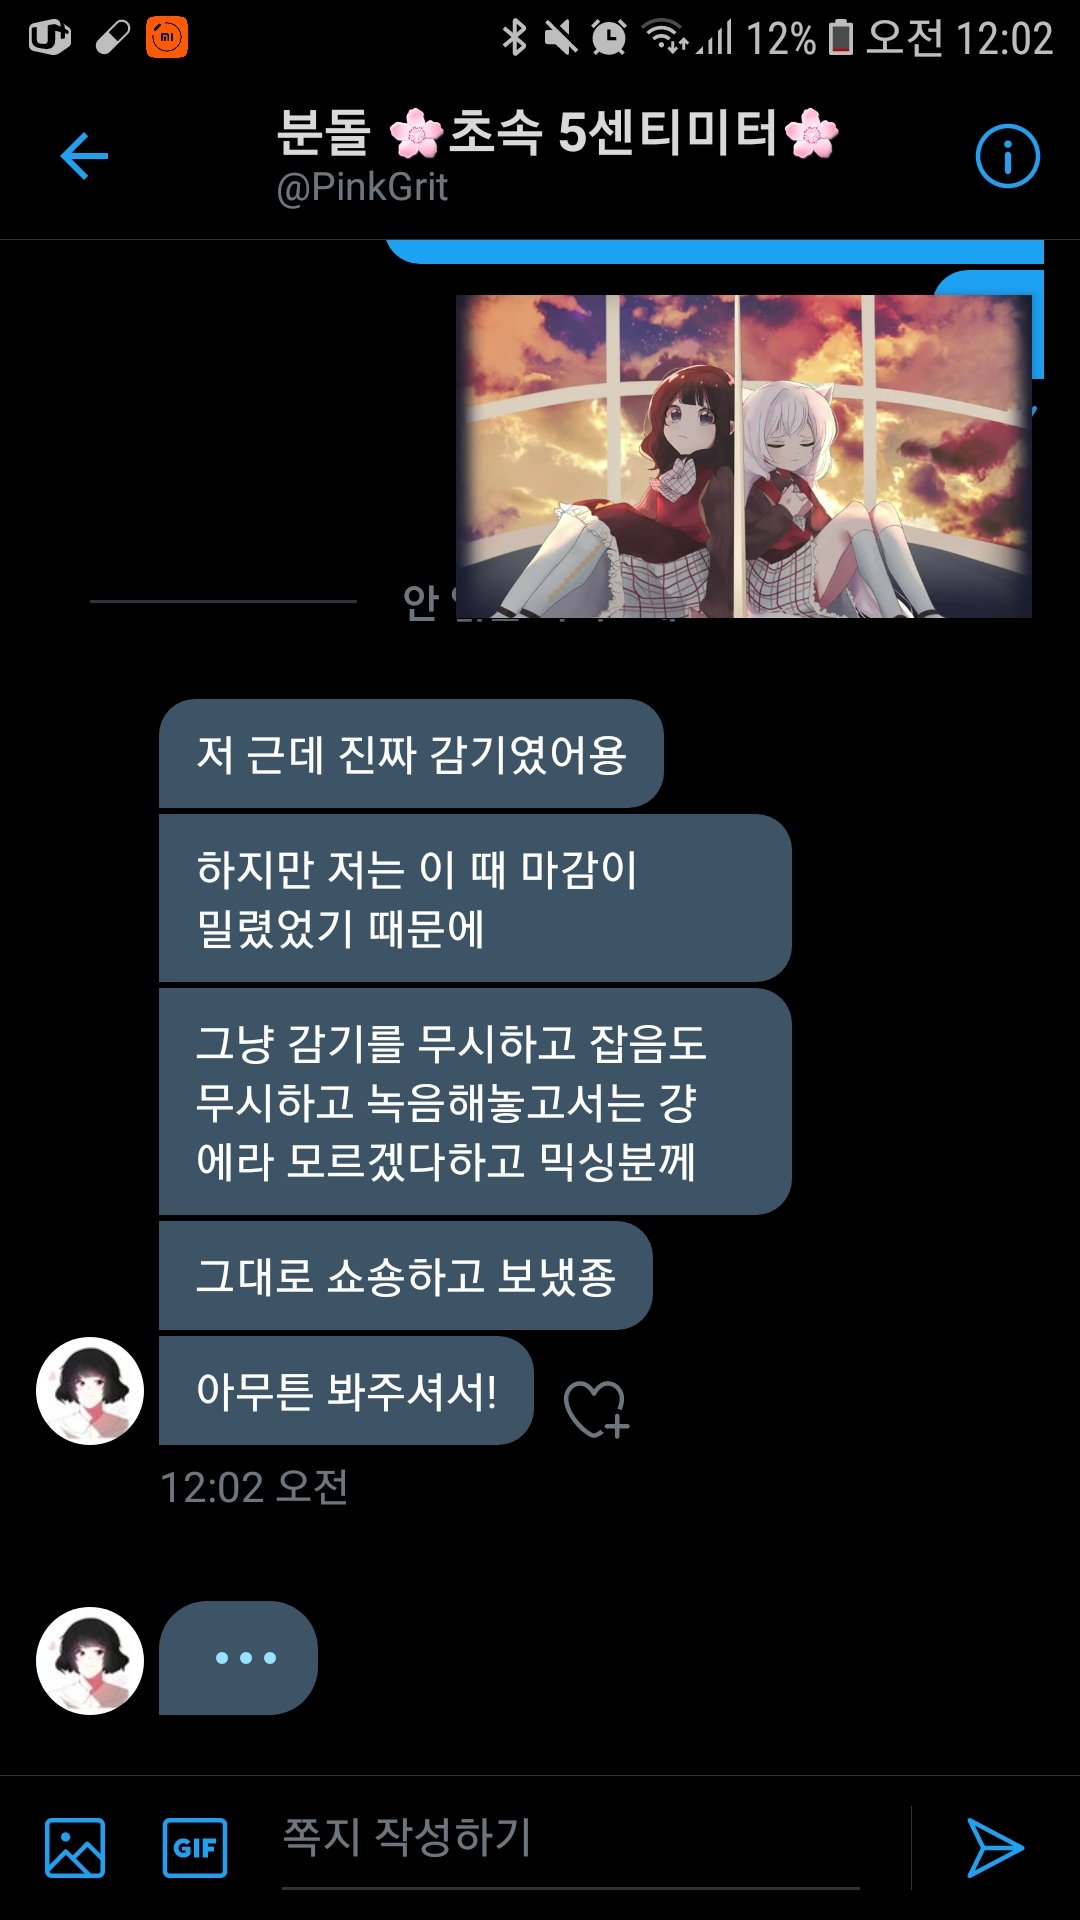 12% 오전 12:02
분돌 🌸초속 5센티미터🌸
@PinkGrit
안
저 근데 진짜 감기였어용
하지만 저는 이 때 마감이
밀렸었기 때문에
그냥 감기를 무시하고 잡음도
무시하고 녹음해놓고서는 걍
에라 모르겠다하고 믹싱분께
그대로 쇼숑하고 보냈죵
아무튼 봐주셔서!
12:02 오전
GIF
쪽지 작성하기